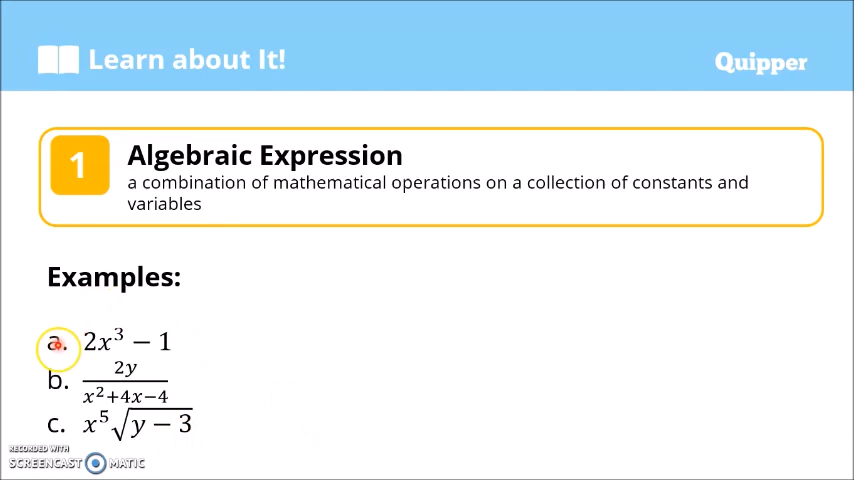 Learn about It!
Quipper
1
Algebraic Expression
a combination of mathematical operations on a collection of constants and
variables
Examples:
a. 2x³ − 1
b. 2y / x²+4x−4
c. x⁵√(y − 3)
RECORDED WITH
SCREENCAST MATIC